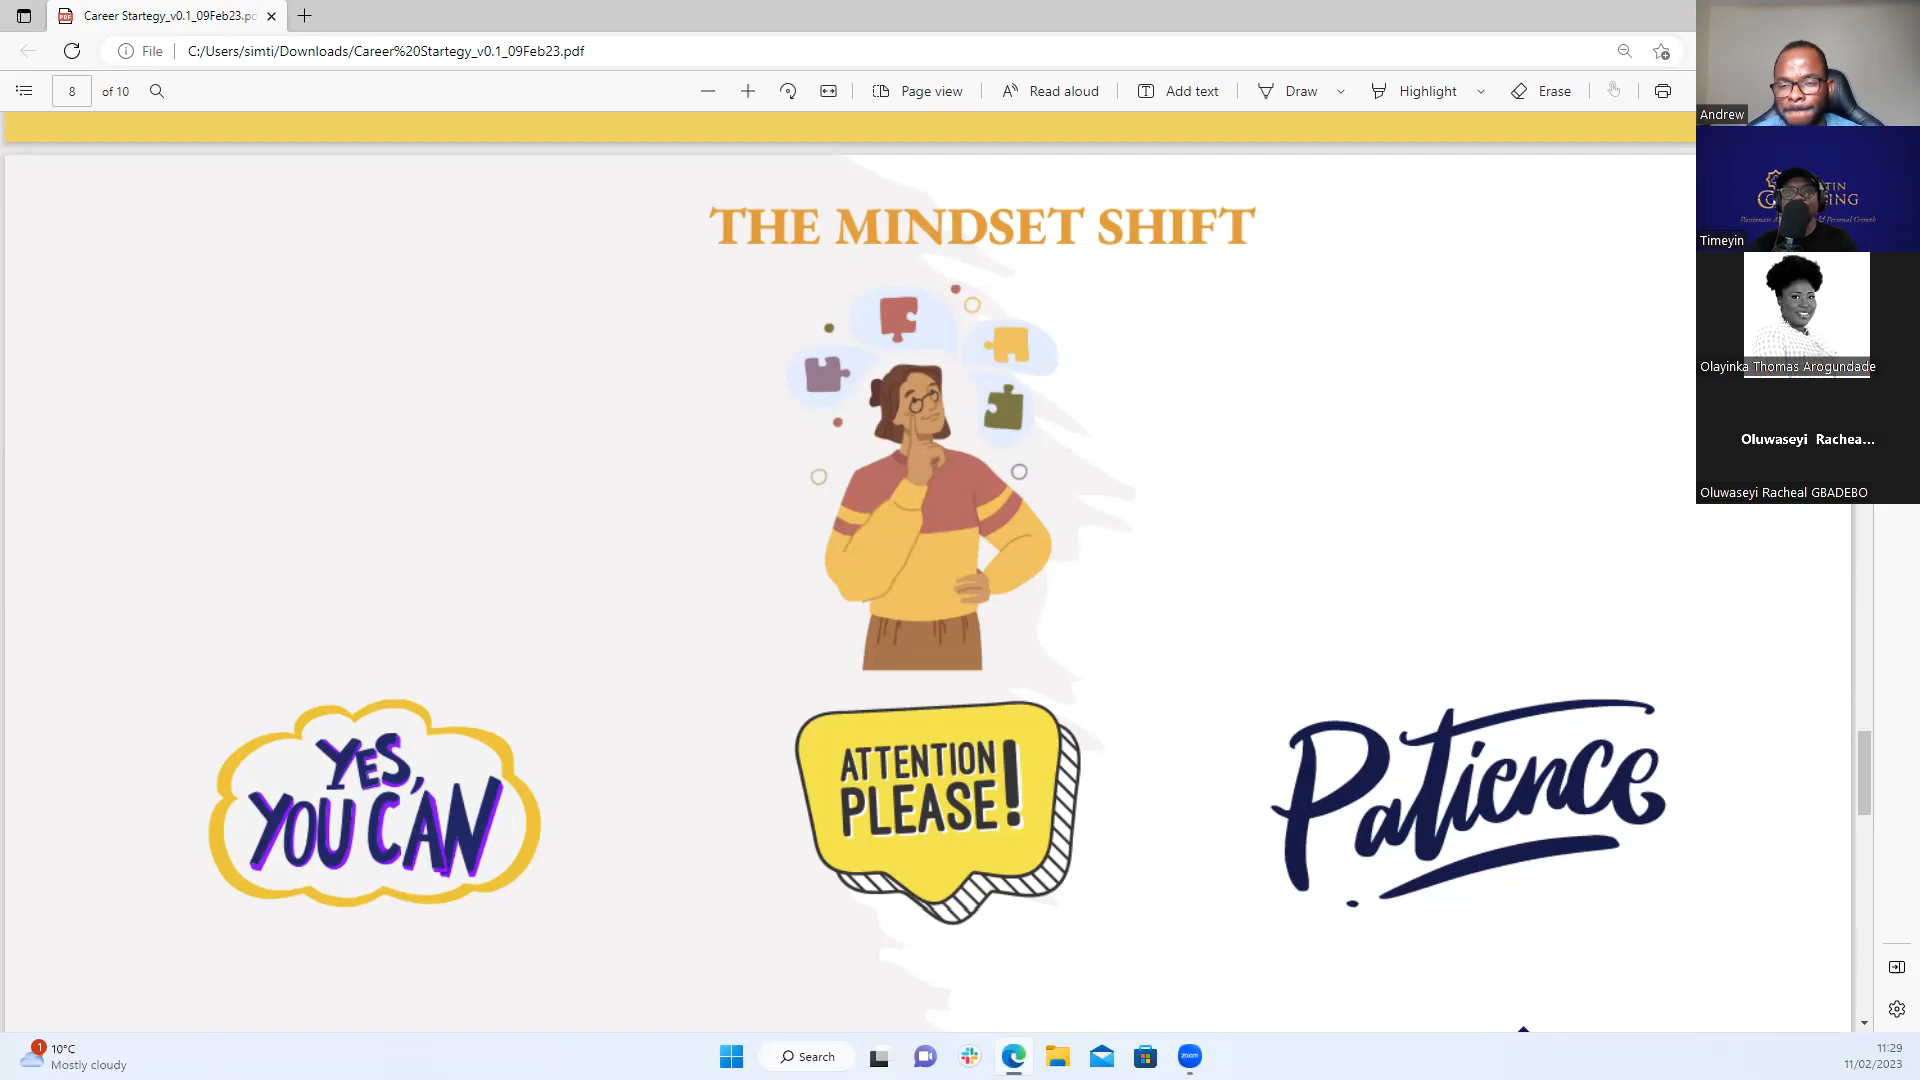 Career Startegy_v0.1_09Feb23.p
File
C:/Users/simti/Downloads/Career%20Startegy_v0.1_09Feb23.pdf
8 of 10
Page view
Read aloud
Add text
Draw
Highlight
Erase
THE MINDSET SHIFT
YES,
YOU CAN
ATTENTION
PLEASE!
Patience
Andrew
Timeyin
Olayinka Thomas Arogundade
Oluwaseyi Rachea...
Oluwaseyi Racheal GBADEBO
1
10°C
Mostly cloudy
Search
zoom
11:29
11/02/2023